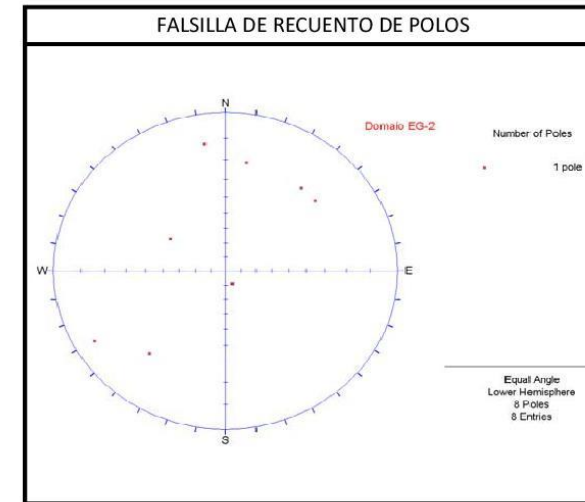 FALSILLA DE RECUENTO DE POLOS
N
Domaio EG-2
Number of Poles
1 pole
W
E
S
Equal Angle
Lower Hemisphere
8 Poles
8 Entries